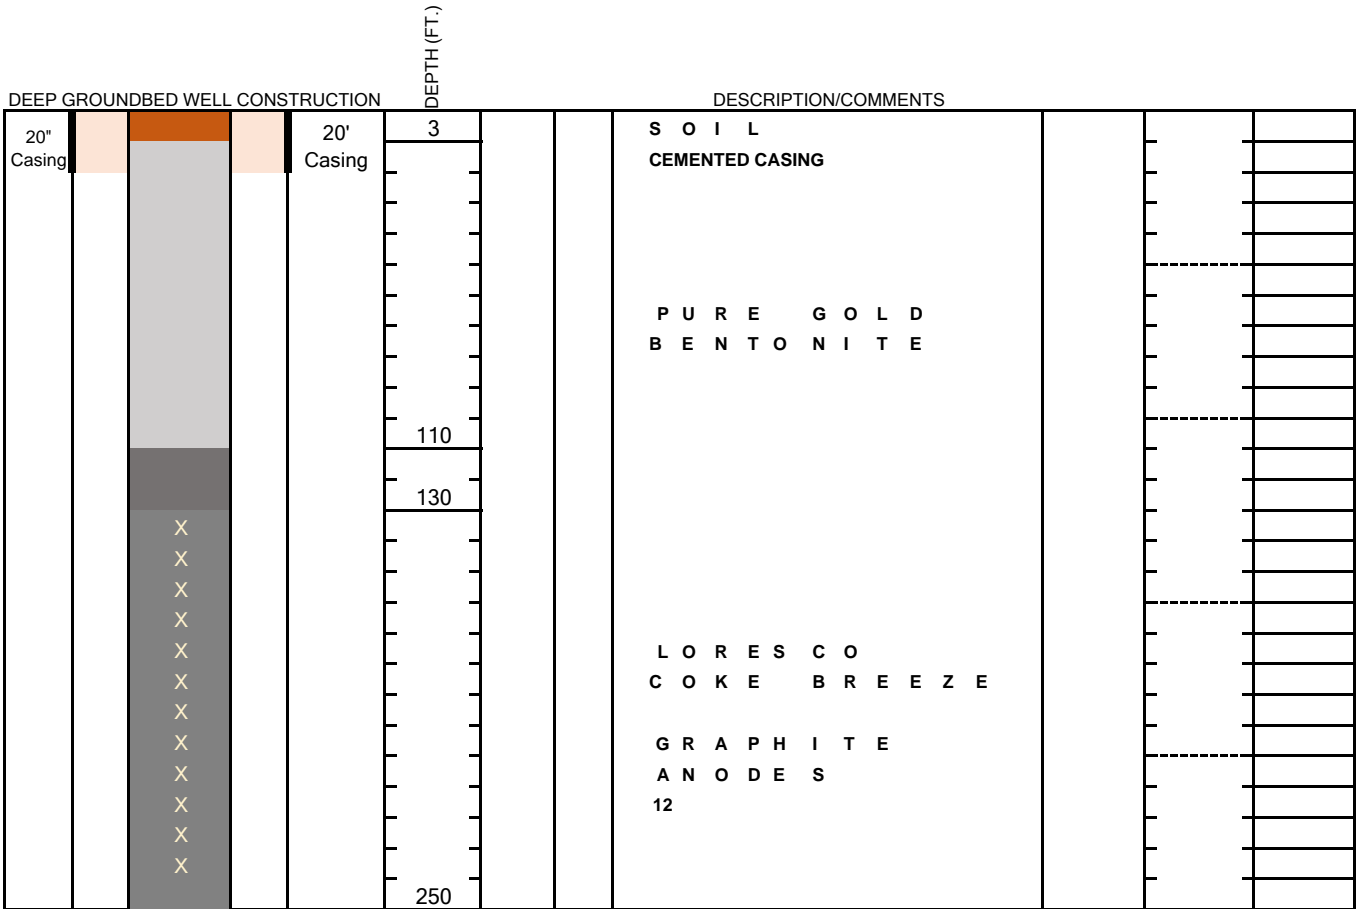 DEPTH (FT.)
DEEP GROUNDBED WELL CONSTRUCTION
DESCRIPTION/COMMENTS
20" Casing
20' Casing
3
S O I L
CEMENTED CASING
P U R E G O L D
B E N T O N I T E
110
130
X
X
X
X
X
L O R E S C O
X
C O K E B R E E Z E
X
X
G R A P H I T E
X
A N O D E S
X
12
X
X
250